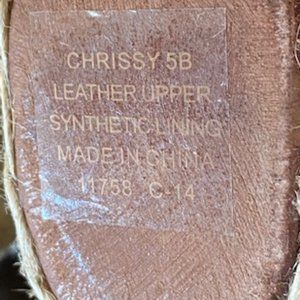 CHRISSY 5B
LEATHER UPPER
SYNTHETIC LINING
MADE IN CHINA
11758 C-14